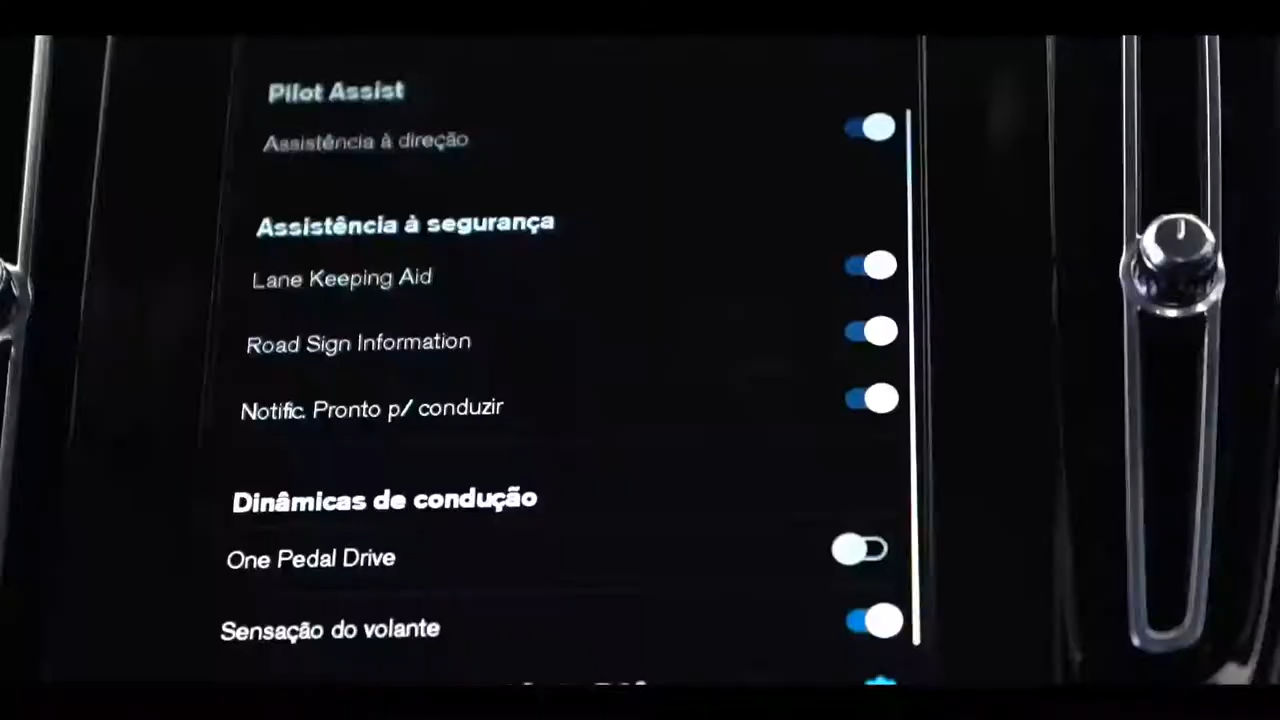 Pilot Assist
Assistência à direção
Assistência à segurança
Lane Keeping Aid
Road Sign Information
Notific. Pronto p/ conduzir
Dinâmicas de condução
One Pedal Drive
Sensação do volante